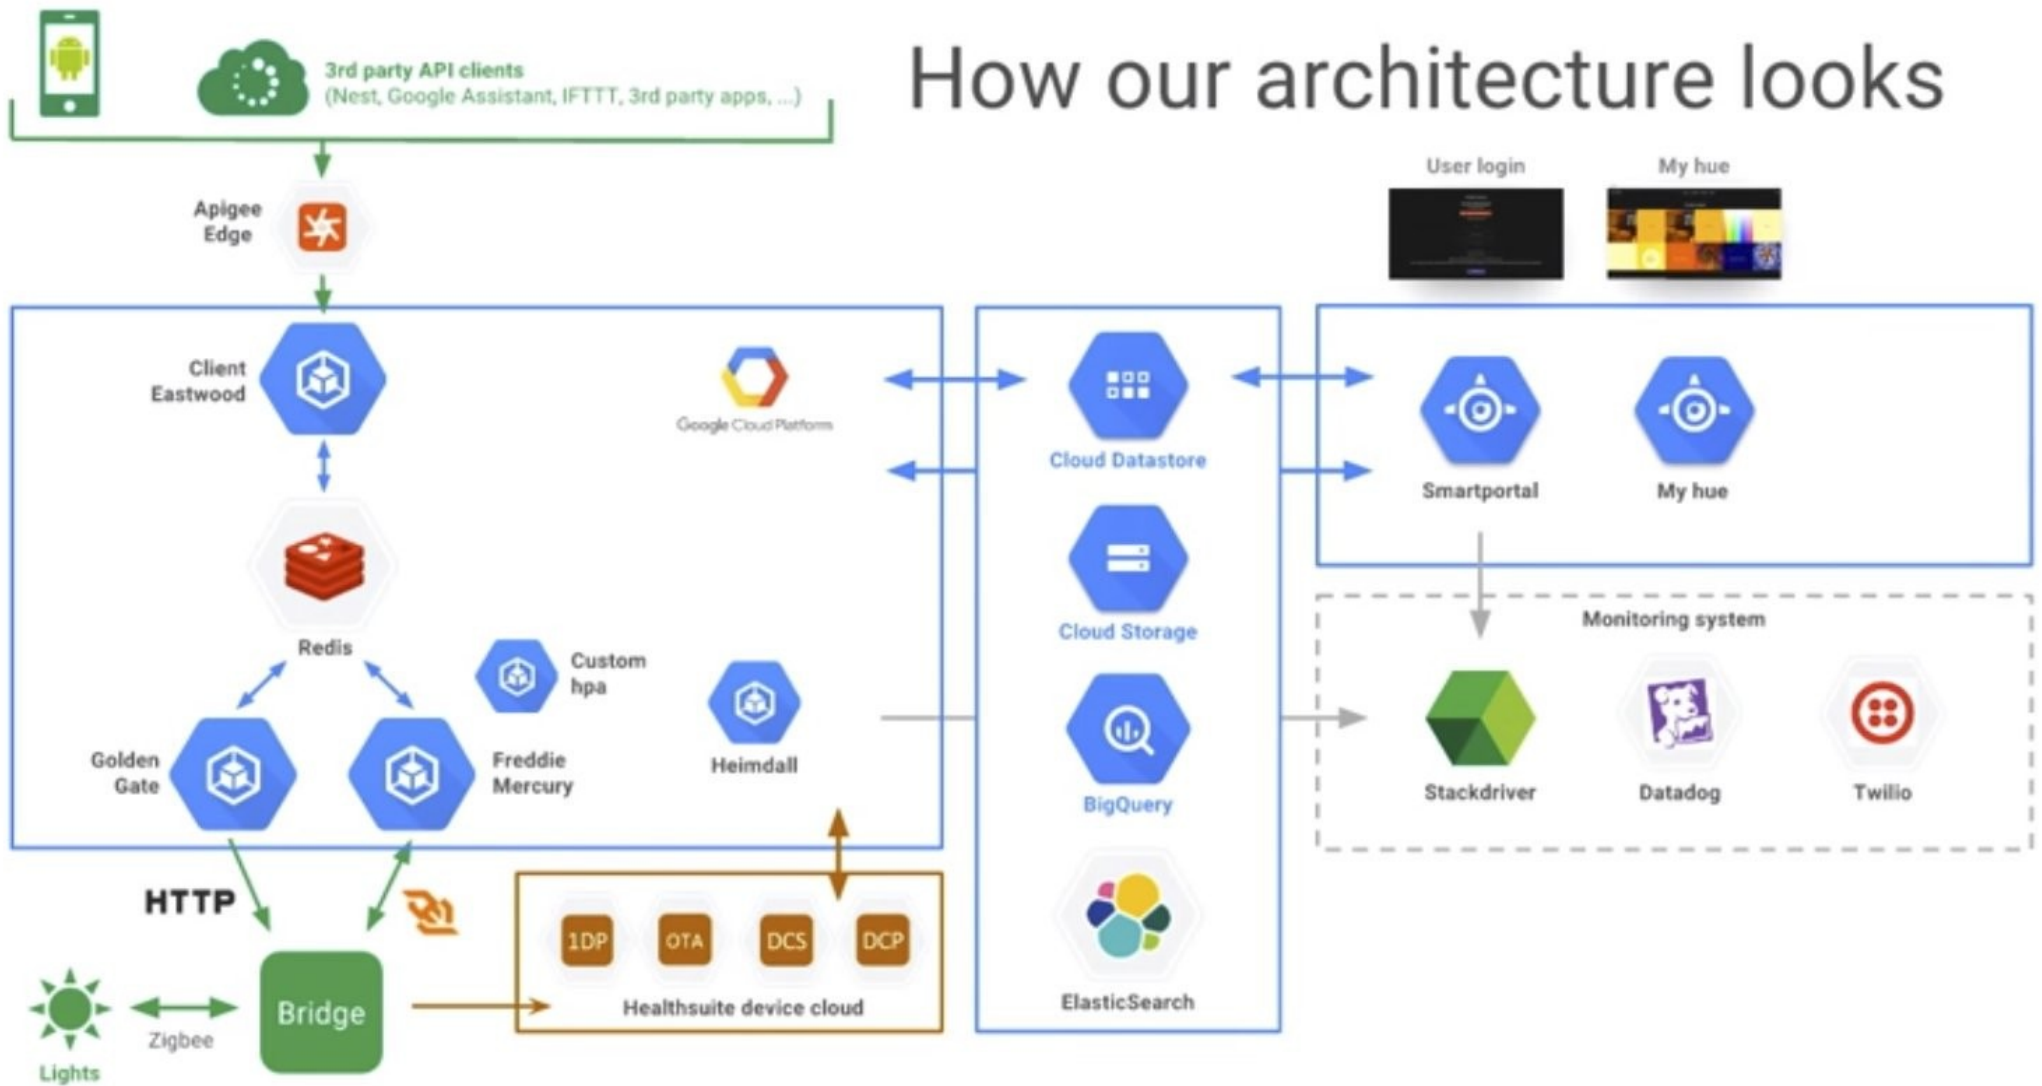 How our architecture looks
3rd party API clients
(Nest, Google Assistant, IFTTT, 3rd party apps, ...)
Apigee
Edge
User login
My hue
Client
Eastwood
Google Cloud Platform
Cloud Datastore
Smartportal
My hue
Redis
Cloud Storage
Custom
hpa
Monitoring system
Golden
Gate
Freddie
Mercury
Heimdall
BigQuery
Stackdriver
Datadog
Twilio
HTTP
1DP
OTA
DCS
DCP
Healthsuite device cloud
ElasticSearch
Bridge
Zigbee
Lights